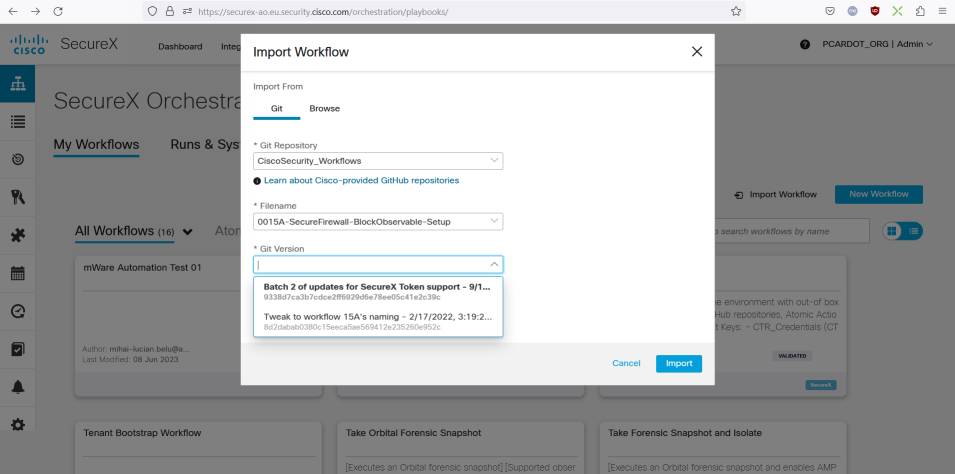 https://securex-ao.eu.security.cisco.com/orchestration/playbooks/
CISCO
SecureX
Dashboard
Integ
PCARDOT_ORG | Admin
Import Workflow
Import From
Git
Browse
SecureX Orchestra
My Workflows
Runs & Sys
* Git Repository
CiscoSecurity_Workflows
Learn about Cisco-provided GitHub repositories
Import Workflow
New Workflow
* Filename
0015A-SecureFirewall-BlockObservable-Setup
All Workflows (16)
Aton
o search workflows by name
* Git Version
Batch 2 of updates for SecureX Token support - 9/1...
9338d7ca3b7cdce2ff6929d6e78ee05c41e2c39c
Tweak to workflow 15A's naming - 2/17/2022, 3:19:2...
8d2dabab0380c15eeca5ae569412e235260e952c
mWare Automation Test 01
e environment with out-of box
Hub repositories, Atomic Actio
t Keys: - CTR_Credentials (CT
Author: mihai-lucian.belu@a...
Last Modified: 08 Jun 2023
VALIDATED
SecureX
Cancel
Import
Tenant Bootstrap Workflow
Take Orbital Forensic Snapshot
Take Forensic Snapshot and Isolate
[Executes an Orbital forensic snapshot] [Supported obser
[Executes an Orbital forensic snapshot and enables AMP